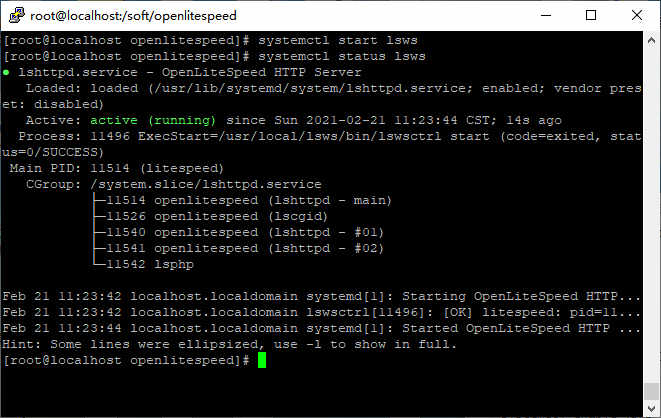 root@localhost:/soft/openlitespeed
[root@localhost openlitespeed]# systemctl start lsws
[root@localhost openlitespeed]# systemctl status lsws
● lshttpd.service - OpenLiteSpeed HTTP Server
Loaded: loaded (/usr/lib/systemd/system/lshttpd.service; enabled; vendor pres
et: disabled)
Active: active (running) since Sun 2021-02-21 11:23:44 CST; 14s ago
Process: 11496 ExecStart=/usr/local/lsws/bin/lswsctrl start (code=exited, stat
us=0/SUCCESS)
Main PID: 11514 (litespeed)
CGroup: /system.slice/lshttpd.service
├─11514 openlitespeed (lshttpd - main)
├─11526 openlitespeed (lscgid)
├─11540 openlitespeed (lshttpd - #01)
├─11541 openlitespeed (lshttpd - #02)
└─11542 lsphp
Feb 21 11:23:42 localhost.localdomain systemd[1]: Starting OpenLiteSpeed HTTP...
Feb 21 11:23:42 localhost.localdomain lswsctrl[11496]: [OK] litespeed: pid=11...
Feb 21 11:23:44 localhost.localdomain systemd[1]: Started OpenLiteSpeed HTTP ...
Hint: Some lines were ellipsized, use -l to show in full.
[root@localhost openlitespeed]#